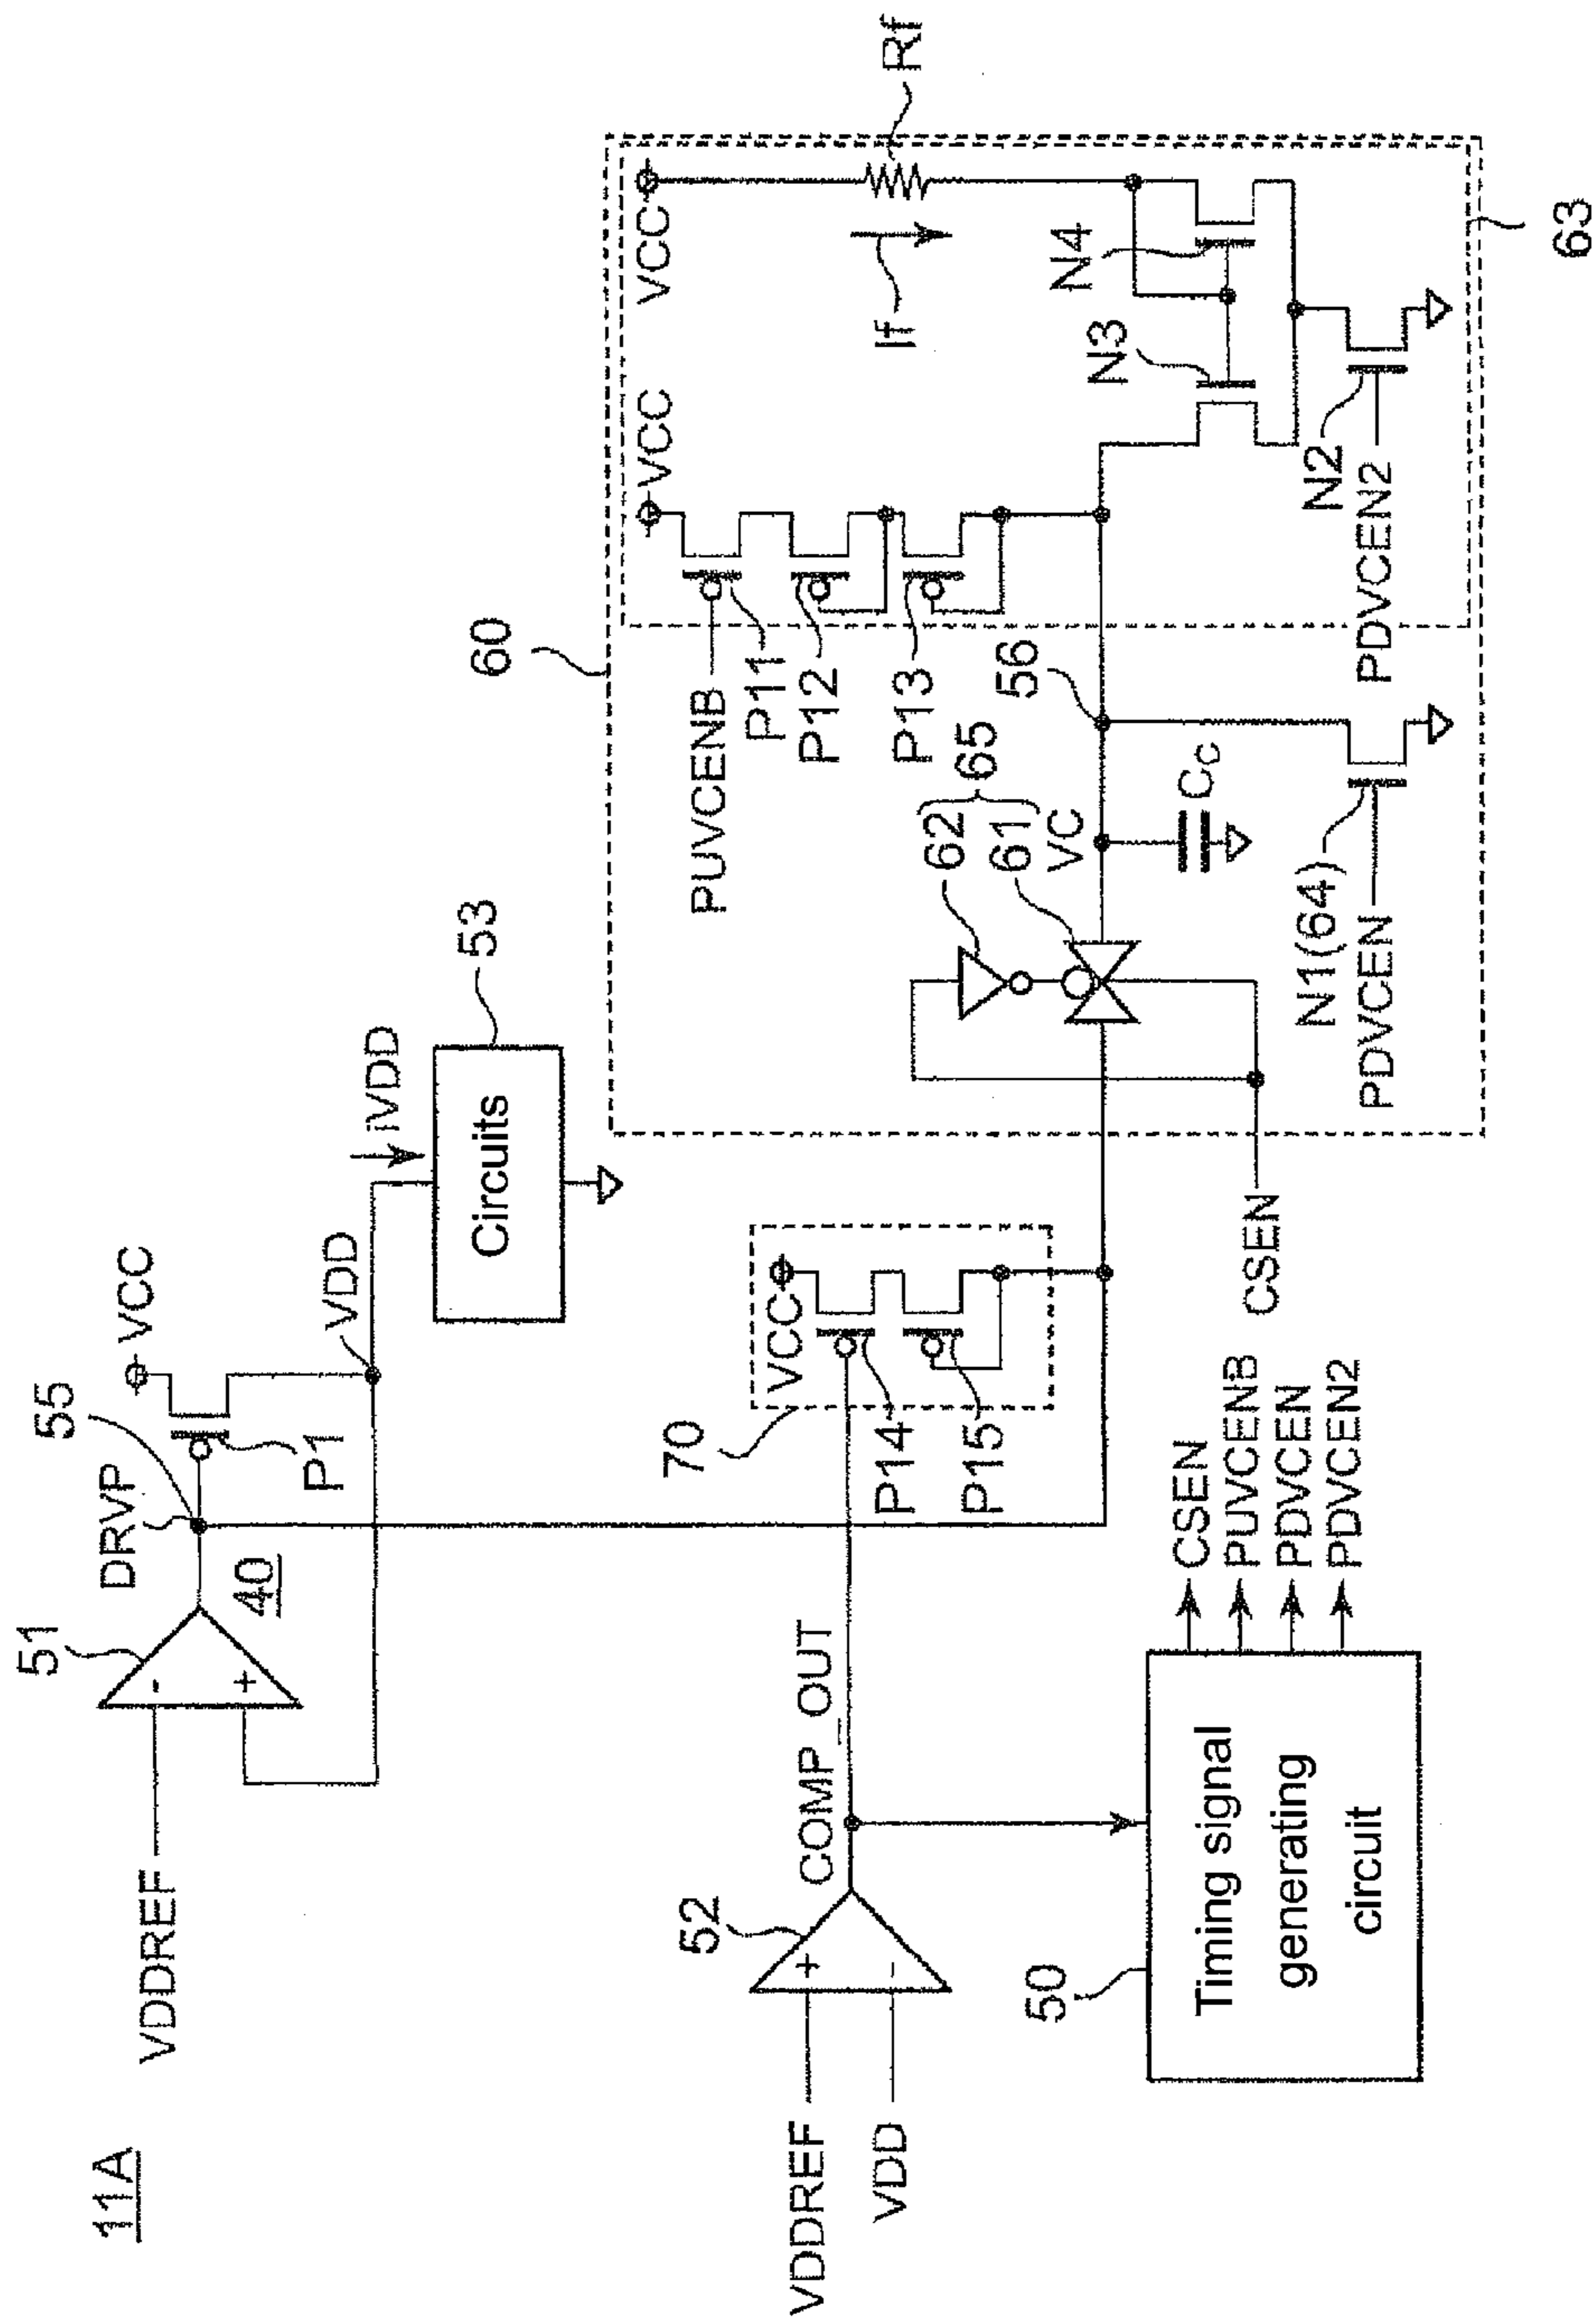 11A
VDDREF
51
-
+
40
DRVP
55
VCC
P1
VDD
iVDD
53
Circuits
VDDREF
VDD
52
+
-
COMP_OUT
50
Timing signal
generating
circuit
CSEN
PUVCENB
PDVCEN
PDVCEN2
70
VCC
P14
P15
CSEN
60
PUVCENB
P11
P12
P13
VCC
62
61
65
VC
56
Cc
N1(64)
PDVCEN
VCC
Rf
If
N3
N4
N2
PDVCEN2
63